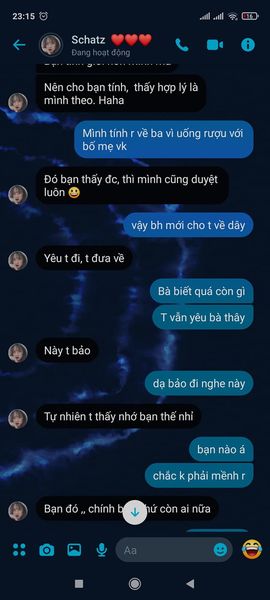 23:15
Schatz ❤❤❤
Đang hoạt động
Nên cho bạn tính, thấy hợp lý là
mình theo. Haha
Mình tính r về ba vì uống rượu với
bố mẹ vk
Đó bạn thấy đc, thì mình cũng duyệt
luôn 😅
vậy bh mới cho t về dây
Yêu t đi, t đưa về
Bà biết quá còn gì
T vẫn yêu bà thây
Này t bảo
dạ bảo đi nghe này
Tự nhiên t thấy nhớ bạn thế nhỉ
bạn nào á
chắc k phải mềnh r
Bạn đó ,, chính còn ai nữa
Aa